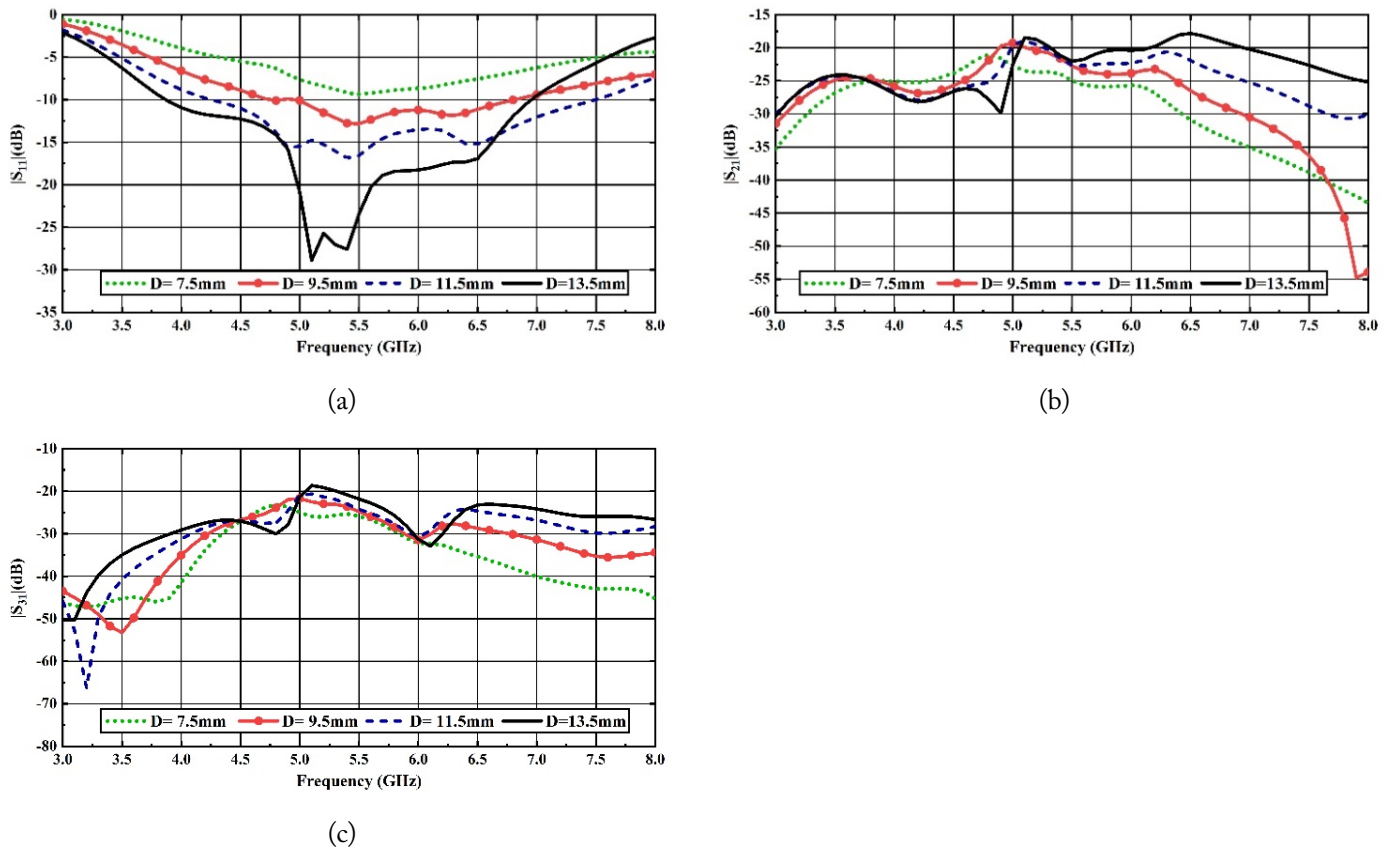 |S11|(dB)
0
-5
-10
-15
-20
-25
-30
-35
D= 7.5mm D= 9.5mm D= 11.5mm D=13.5mm
3.0 3.5 4.0 4.5 5.0 5.5 6.0 6.5 7.0 7.5 8.0
Frequency (GHz)
(a)
|S21|(dB)
-15
-20
-25
-30
-35
-40
-45
-50
-55
-60
D= 7.5mm D= 9.5mm D= 11.5mm D=13.5mm
3.0 3.5 4.0 4.5 5.0 5.5 6.0 6.5 7.0 7.5 8.0
Frequency (GHz)
(b)
|S31|(dB)
-10
-20
-30
-40
-50
-60
-70
-80
D= 7.5mm D= 9.5mm D= 11.5mm D=13.5mm
3.0 3.5 4.0 4.5 5.0 5.5 6.0 6.5 7.0 7.5 8.0
Frequency (GHz)
(c)